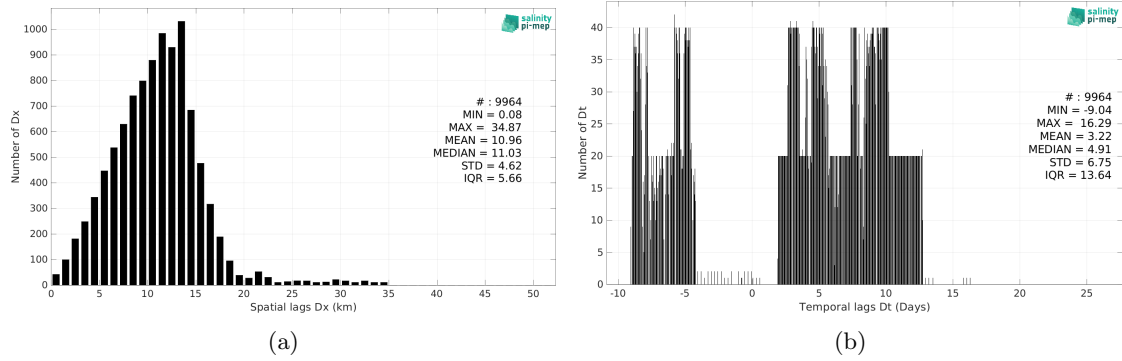 1000
900
800
700
600
500
400
300
200
100
0
Number of Dx
0 5 10 15 20 25 30 35 40 45 50
Spatial lags Dx (km)
salinity
pi-mep
# : 9964
MIN = 0.08
MAX = 34.87
MEAN = 10.96
MEDIAN = 11.03
STD = 4.62
IQR = 5.66
(a)
40
35
30
25
20
15
10
5
0
Number of Dt
-10 -5 0 5 10 15 20 25
Temporal lags Dt (Days)
salinity
pi-mep
# : 9964
MIN = -9.04
MAX = 16.29
MEAN = 3.22
MEDIAN = 4.91
STD = 6.75
IQR = 13.64
(b)